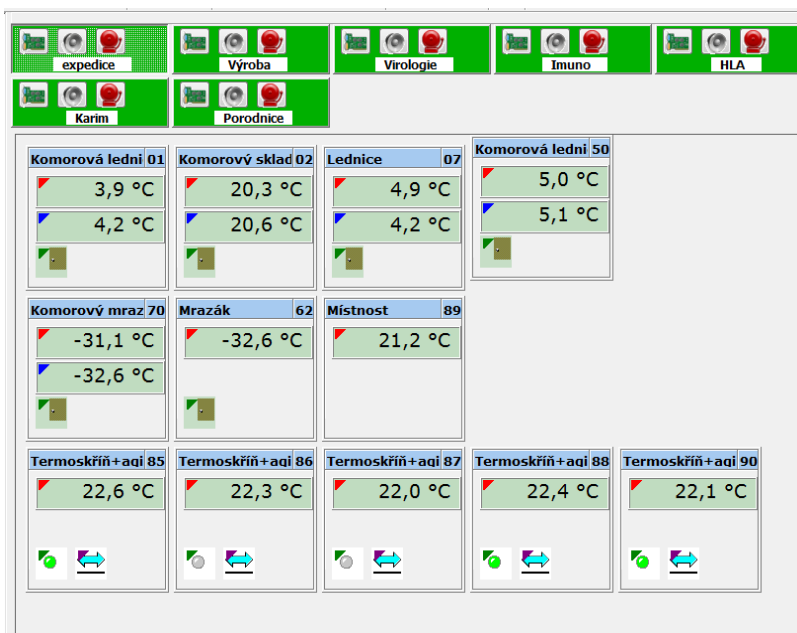 expedice
Výroba
Virologie
Imuno
HLA
Karim
Porodnice
Komorová ledni 01
3,9 °C
4,2 °C
Komorový sklad 02
20,3 °C
20,6 °C
Lednice 07
4,9 °C
4,2 °C
Komorová ledni 50
5,0 °C
5,1 °C
Komorový mraz 70
-31,1 °C
-32,6 °C
Mrazák 62
-32,6 °C
Místnost 89
21,2 °C
Termoskříň+agi 85
22,6 °C
Termoskříň+agi 86
22,3 °C
Termoskříň+agi 87
22,0 °C
Termoskříň+agi 88
22,4 °C
Termoskříň+agi 90
22,1 °C